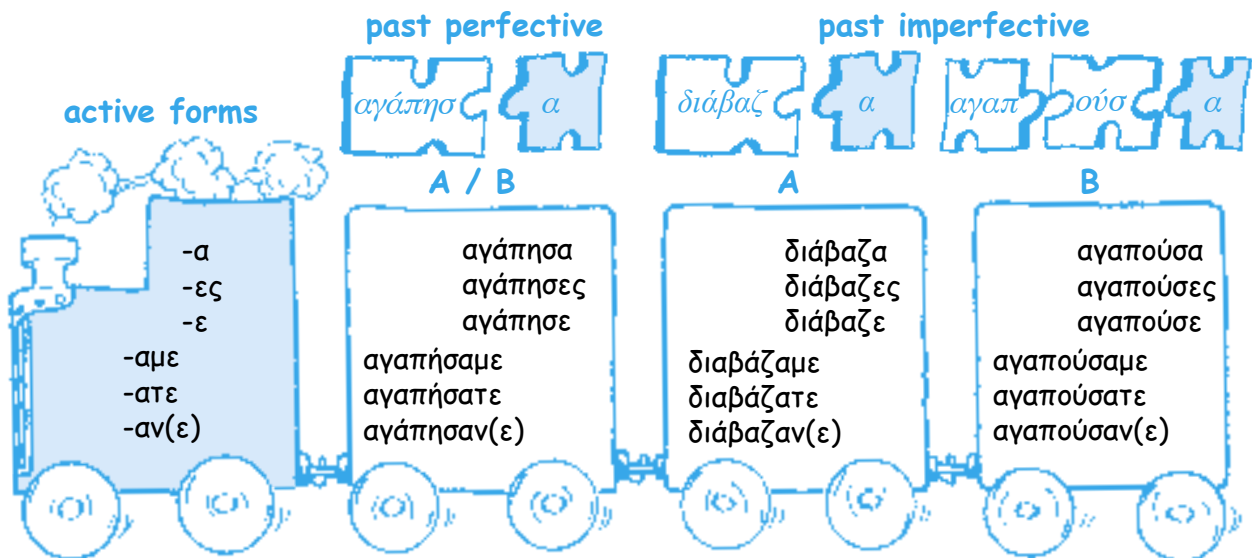 past perfective
past imperfective
active forms
αγάπησ α
διάβαζ α
αγαπ ούσ α
A / B
A
B
-α
-ες
-ε
-αμε
-ατε
-αν(ε)
αγάπησα
αγάπησες
αγάπησε
αγαπήσαμε
αγαπήσατε
αγάπησαν(ε)
διάβαζα
διάβαζες
διάβαζε
διαβάζαμε
διαβάζατε
διάβαζαν(ε)
αγαπούσα
αγαπούσες
αγαπούσε
αγαπούσαμε
αγαπούσατε
αγαπούσαν(ε)